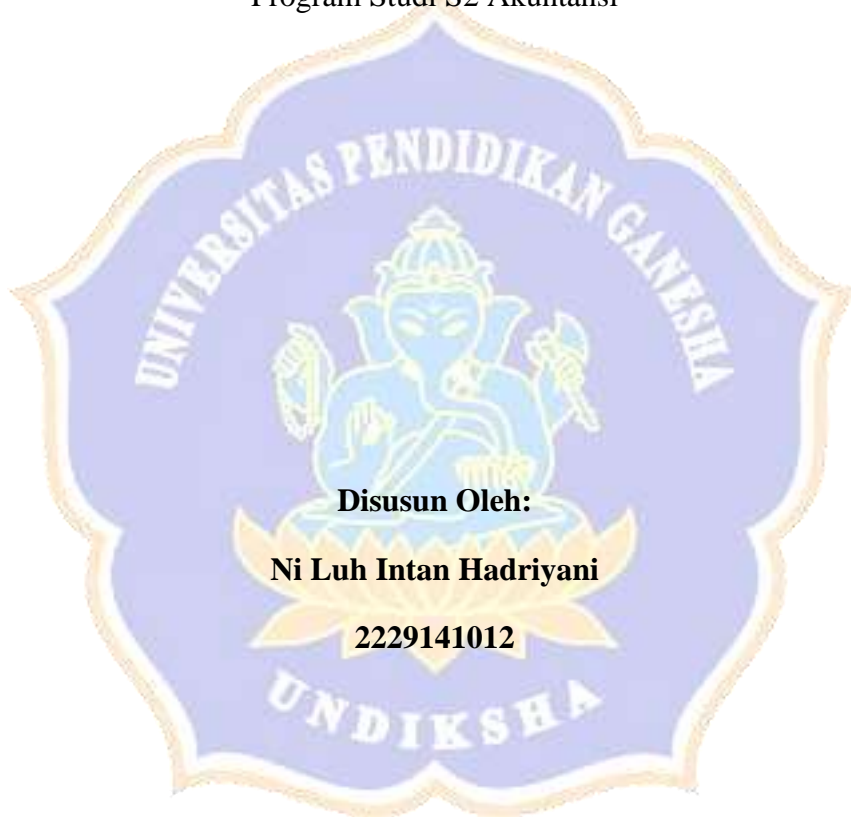 Program Studi S2 Akuntansi
UNIVERSITAS PENDIDIKAN GANESHA
Disusun Oleh:
Ni Luh Intan Hadriyani
2229141012
UNDIKSHA